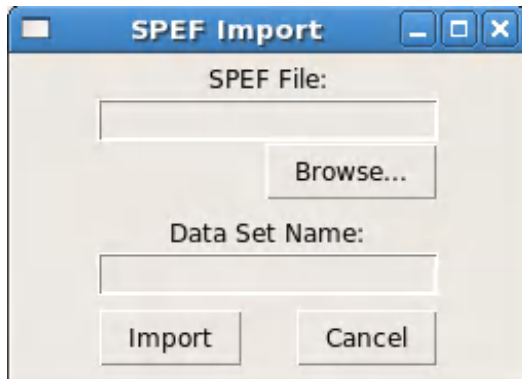 SPEF Import
SPEF File:
Browse...
Data Set Name:
Import Cancel